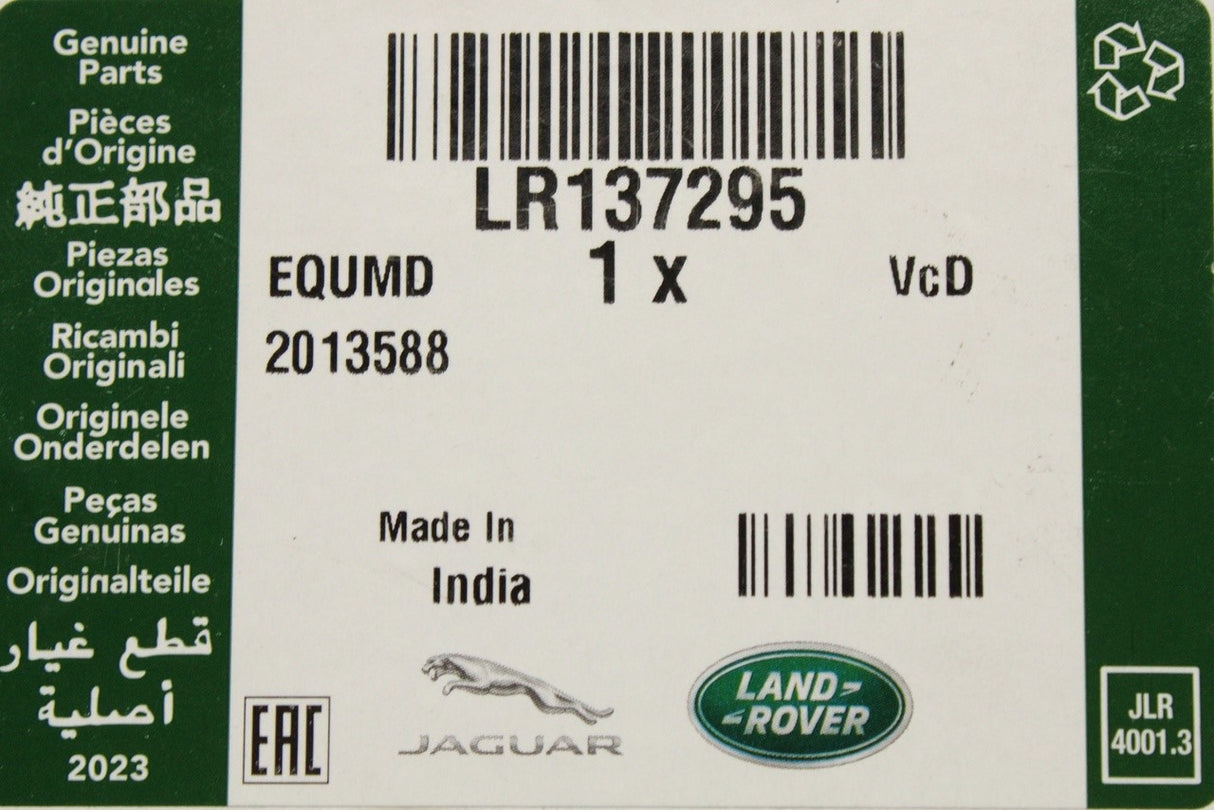 Genuine
Parts
Pièces
d'Origine
純正部品
Piezas
Originales
Ricambi
Originali
Originele
Onderdelen
Peças
Genuinas
Originalteile
قطع غيار
أصلية
2023
LR137295
EQUMD 1 x VcD
2013588
Made In
India
EAC
JAGUAR
LAND-
-ROVER
JLR
4001.3